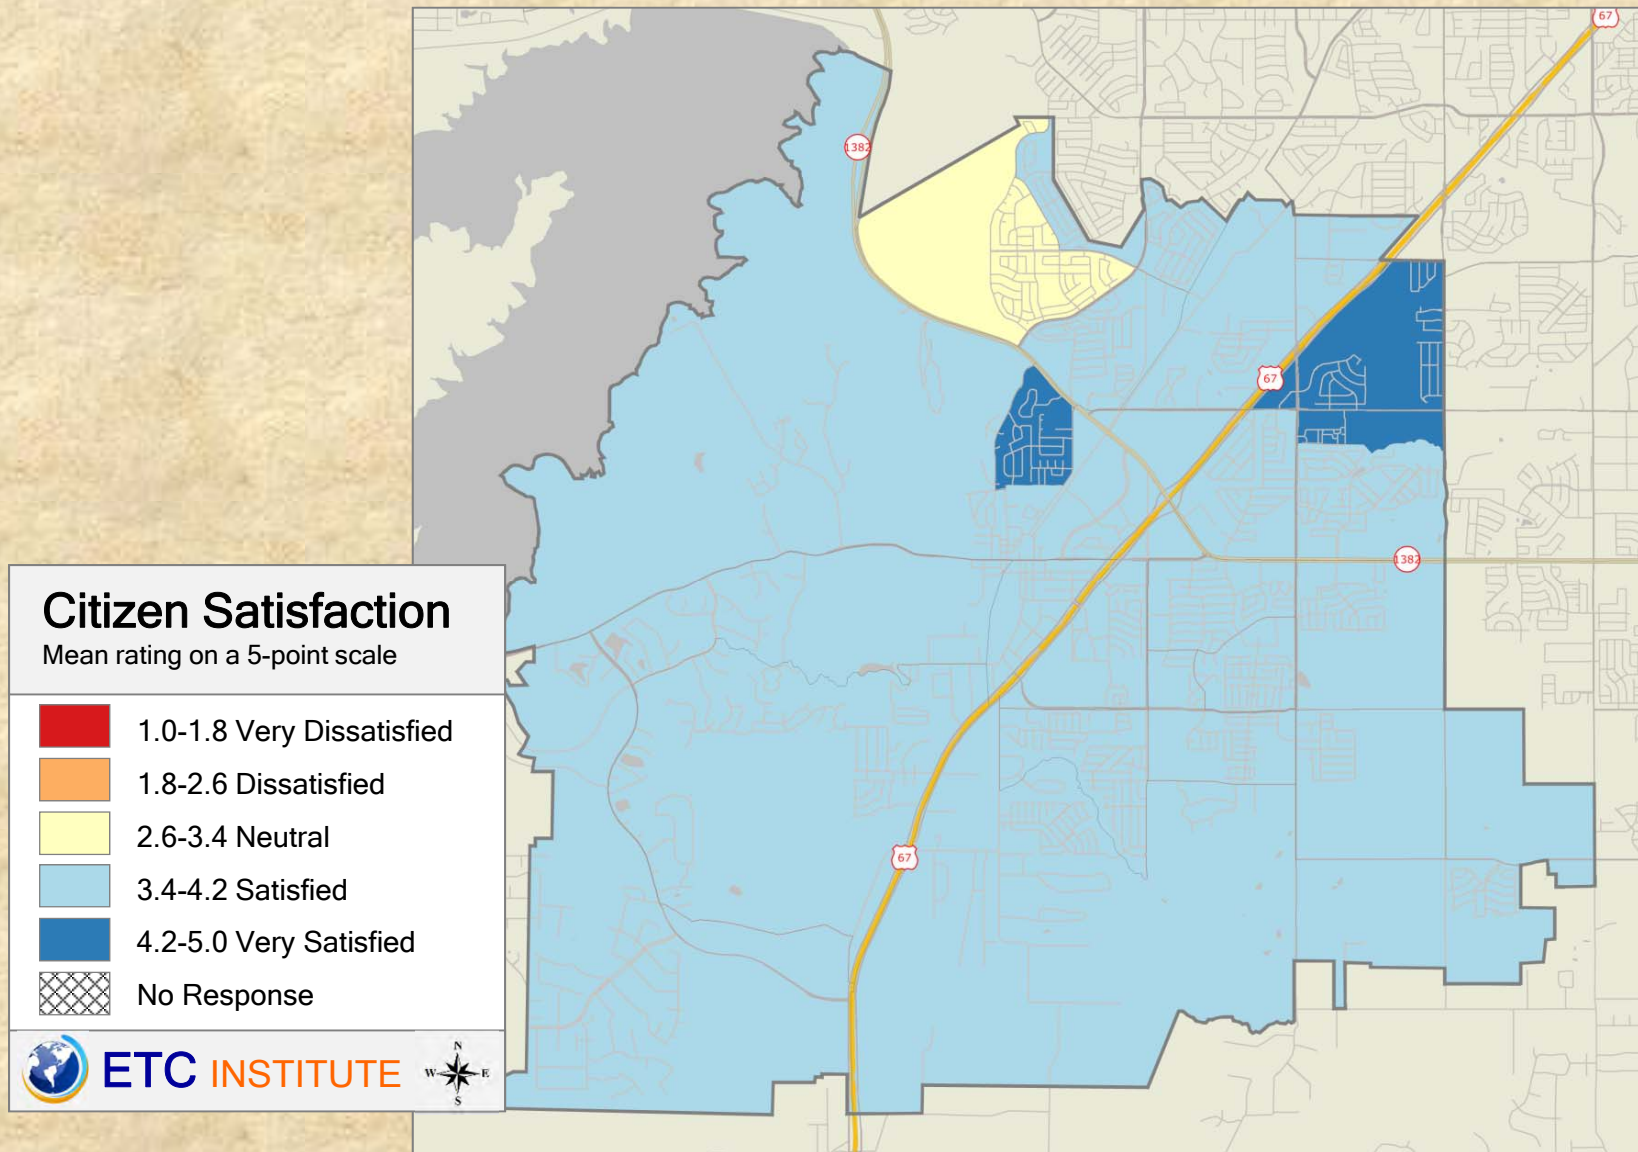 67
1382
67
1382
67
Citizen Satisfaction
Mean rating on a 5-point scale
1.0-1.8 Very Dissatisfied
1.8-2.6 Dissatisfied
2.6-3.4 Neutral
3.4-4.2 Satisfied
4.2-5.0 Very Satisfied
No Response
ETC INSTITUTE
N
W E
S